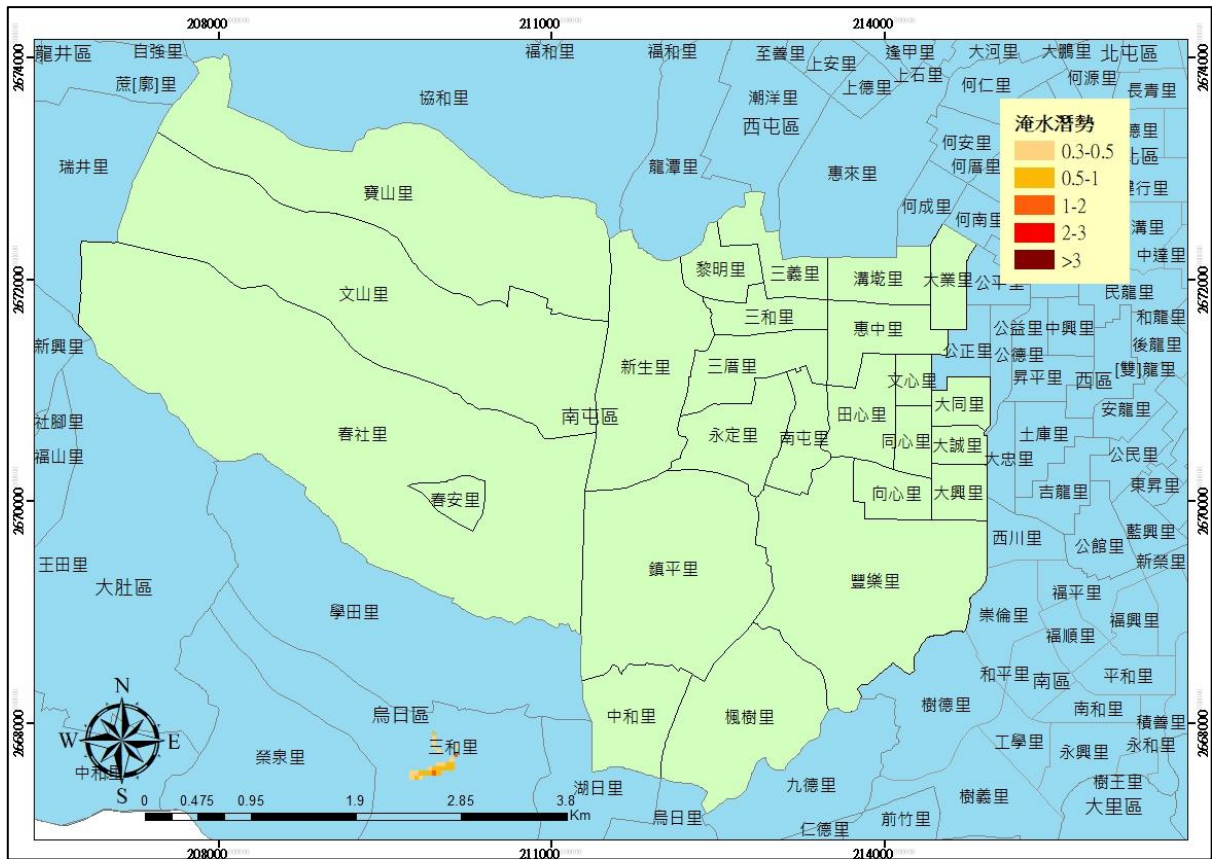 208000 211000 214000
2674000 2674000
龍井區 自強里 福和里 福和里 至善里 逢甲里 大河里 大鵬里 北屯區
蔗[廍]里 協和里 上安里 上石里 何仁里 何源里
潮洋里 上德里 長青里
西屯區 淹水潛勢 德里
瑞井里 龍潭里 惠來里 何安里 0.3-0.5 北區
何厝里 0.5-1 建行里
寶山里 何成里 何南里 1-2 溝里
2-3 中達里
黎明里 三義里 溝墘里 大業里 公平里 >3
2672000 文山里 民龍里 2672000
三和里 惠中里 公益里 中興里 和龍里
新興里 新生里 三厝里 公正里 公德里 後龍里
文心里 昇平里 西區 [雙]龍里
社腳里 南屯區 田心里 大同里 安龍里
春社里 永定里 南屯里 同心里 大誠里 土庫里
福山里 大忠里 公民里
2670000 春安里 向心里 大興里 吉龍里 東昇里 2670000
西川里 藍興里
王田里 鎮平里 公館里 新榮里
大肚區 豐樂里 福平里
學田里 崇倫里 福興里
福順里
和平里 南區 平和里
中和里 楓樹里 樹德里 南和里
2668000 烏日區 積善里 2668000
N 三和里 工學里 永興里 永和里
W E 榮泉里
中和里 湖日里 九德里 樹義里 樹王里
S 大里區
0 0.475 0.95 1.9 2.85 3.8 烏日里 仁德里 前竹里
Km
208000 211000 214000